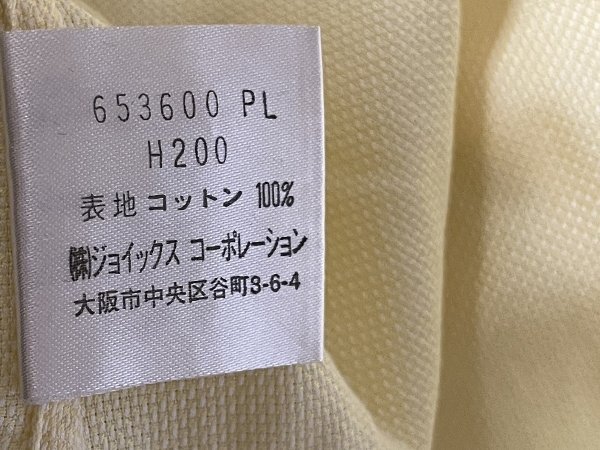 653600 PL
H200
表地 コットン 100%
㈱ジョイックス コーポレーション
大阪市中央区谷町3-6-4